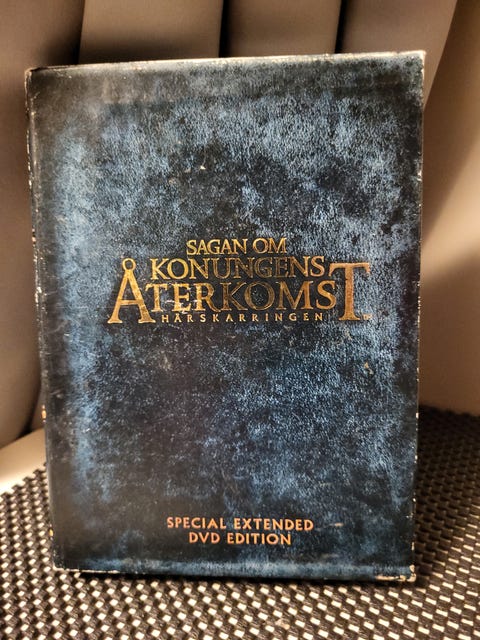 SAGAN OM
KONUNGENS
ÅTERKOMST
HÄRSKARRINGEN
SPECIAL EXTENDED
DVD EDITION